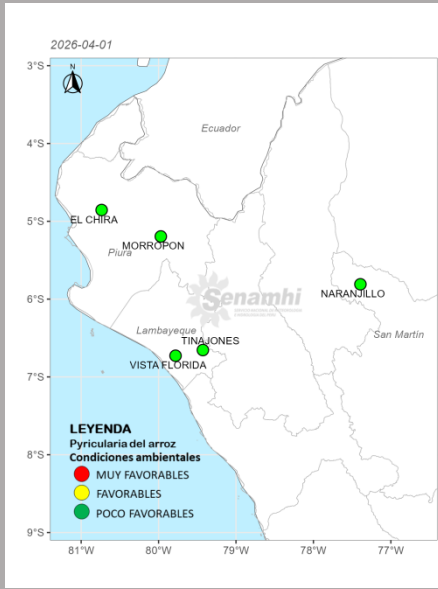 2026-04-01
3°S
N
4°S
Ecuador
EL CHIRA
5°S
MORROPON
Piura
6°S
Senamhi
NARANJILLO
Lambayeque
TINAJONES
San Martín
VISTA FLORIDA
7°S
LEYENDA
Pyricularia del arroz
Condiciones ambientales
MUY FAVORABLES
8°S
FAVORABLES
POCO FAVORABLES
9°S
81°W 80°W 79°W 78°W 77°W